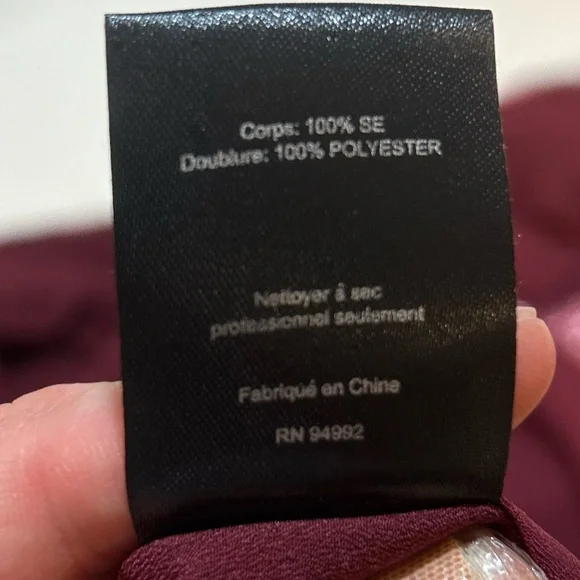 Corps: 100% SE
Doublure: 100% POLYESTER
Nettoyer à sec
professionnel seulement
Fabriqué en Chine
RN 94992